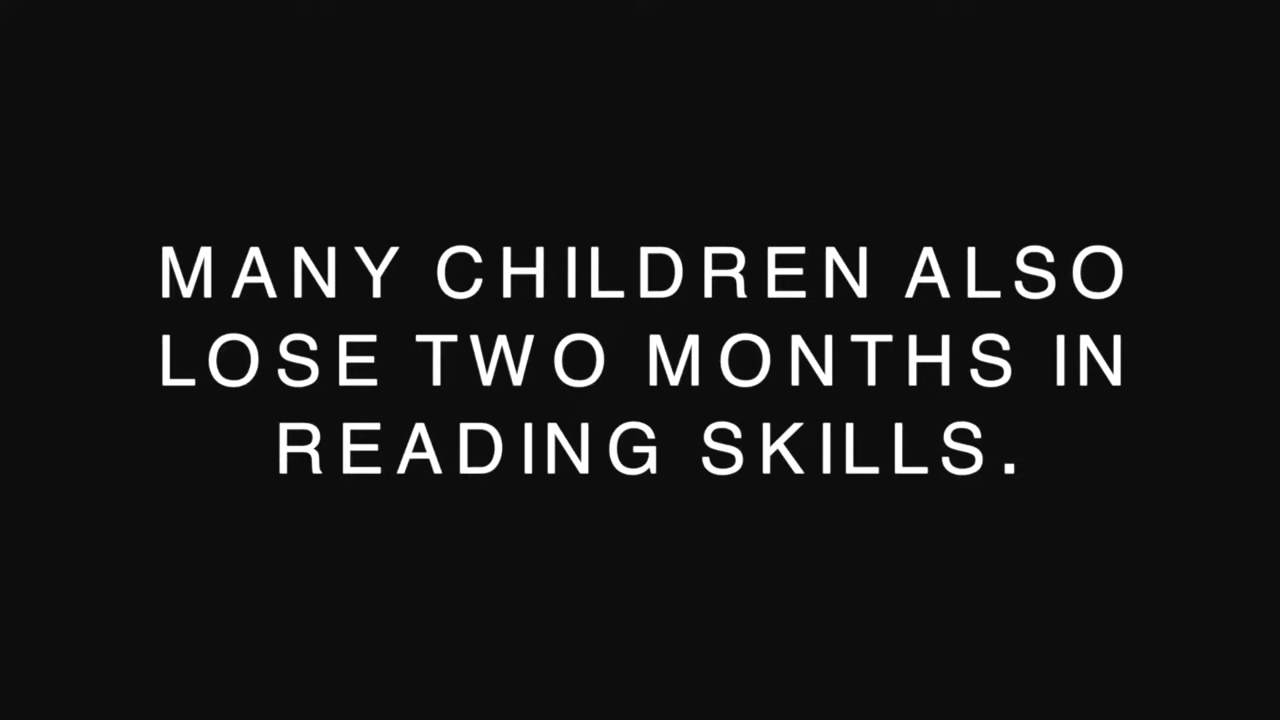 MANY CHILDREN ALSO
LOSE TWO MONTHS IN
READING SKILLS.